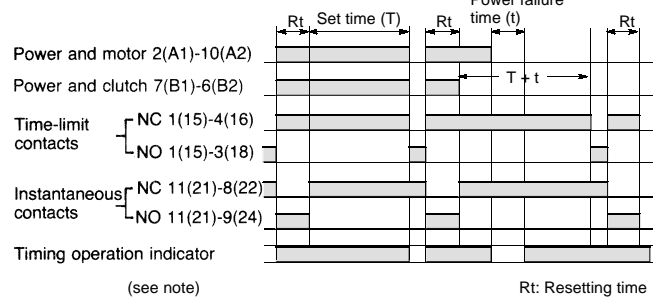 Power failure
Rt Set time (T) Rt time (t) Rt
Power and motor 2(A1)-10(A2)
Power and clutch 7(B1)-6(B2)
T + t
Time-limit contacts
NC 1(15)-4(16)
NO 1(15)-3(18)
Instantaneous contacts
NC 11(21)-8(22)
NO 11(21)-9(24)
Timing operation indicator
(see note)
Rt: Resetting time